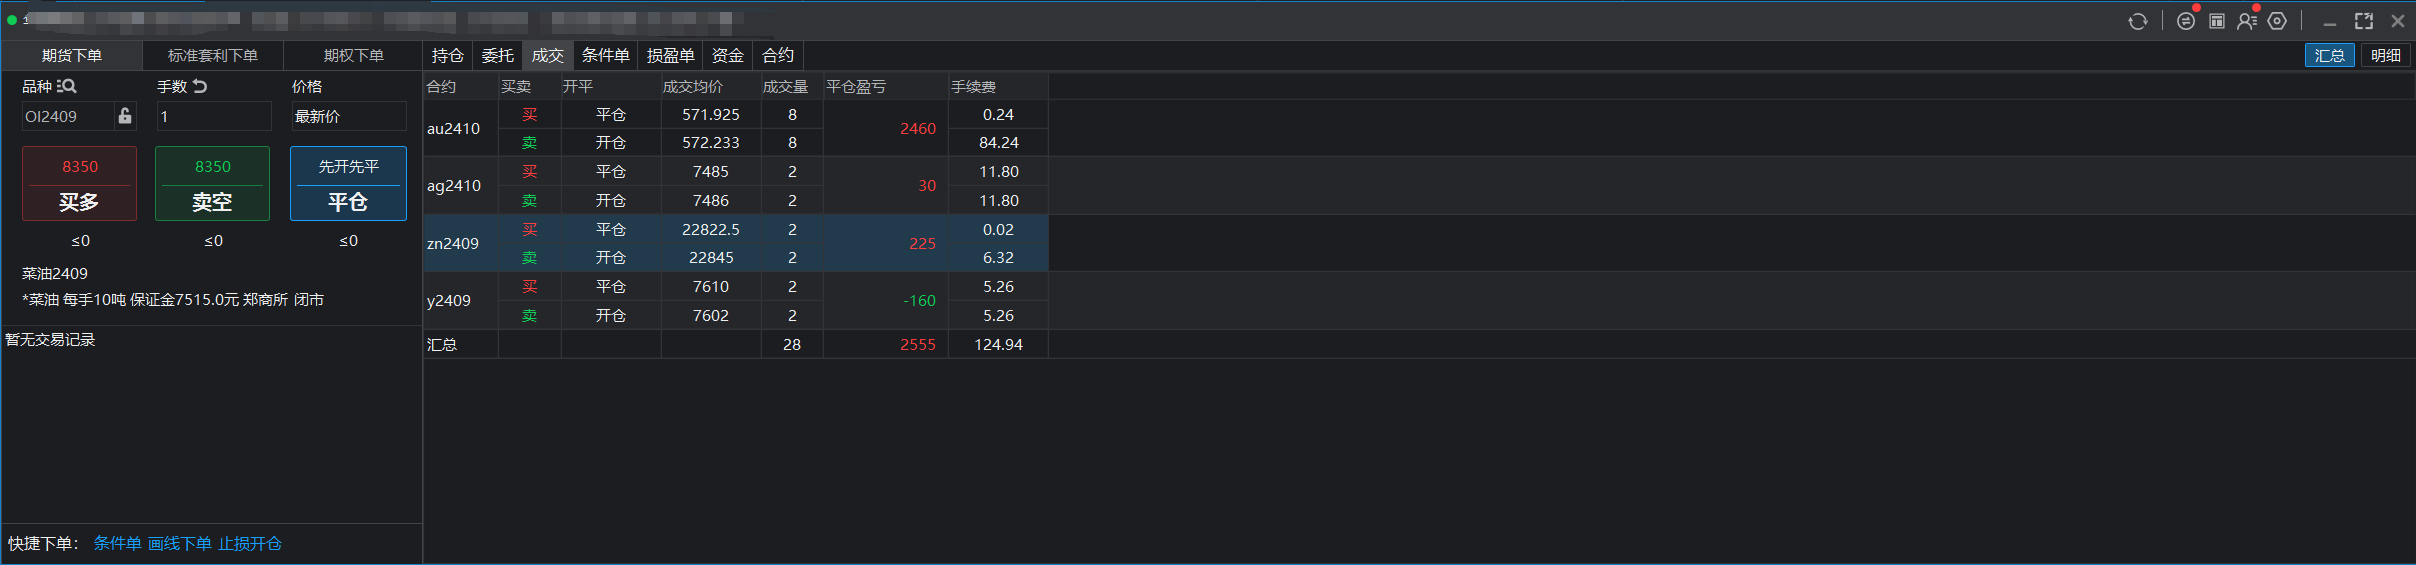 期货下单 标准套利下单 期权下单 持仓 委托 成交 条件单 损盈单 资金 合约 汇总 明细
品种 手数 价格
OI2409 1 最新价
8350 8350 先开先平
买多 卖空 平仓
≤0 ≤0 ≤0
菜油2409
*菜油 每手10吨 保证金7515.0元 郑商所 闭市
暂无交易记录
快捷下单： 条件单 画线下单 止损开仓
合约 买卖 开平 成交均价 成交量 平仓盈亏 手续费
au2410 买 平仓 571.925 8 2460 0.24
卖 开仓 572.233 8 84.24
ag2410 买 平仓 7485 2 30 11.80
卖 开仓 7486 2 11.80
zn2409 买 平仓 22822.5 2 225 0.02
卖 开仓 22845 2 6.32
y2409 买 平仓 7610 2 -160 5.26
卖 开仓 7602 2 5.26
汇总 28 2555 124.94